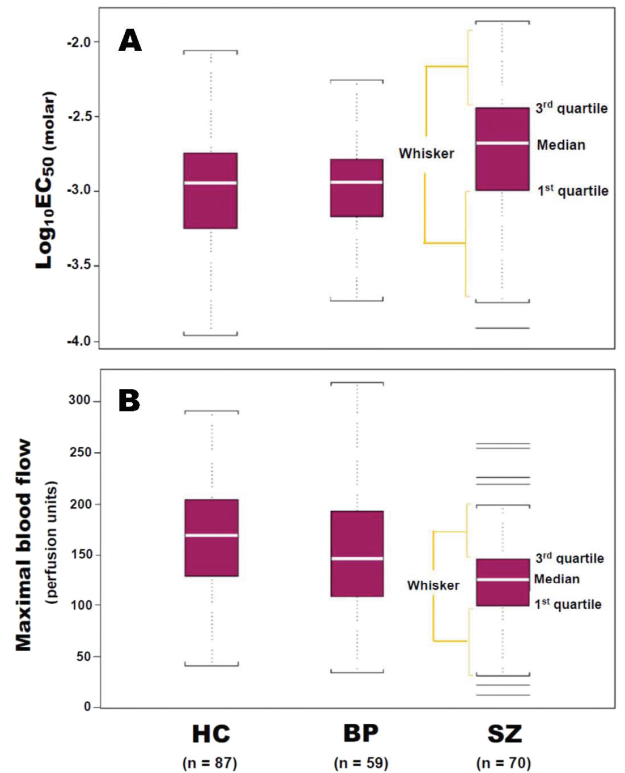 A
Log₁₀EC₅₀ (molar)
-2.0
-2.5
-3.0
-3.5
-4.0
Whisker
3rd quartile
Median
1st quartile
B
Maximal blood flow
(perfusion units)
300
250
200
150
100
50
0
Whisker
3rd quartile
Median
1st quartile
HC BP SZ
(n = 87) (n = 59) (n = 70)